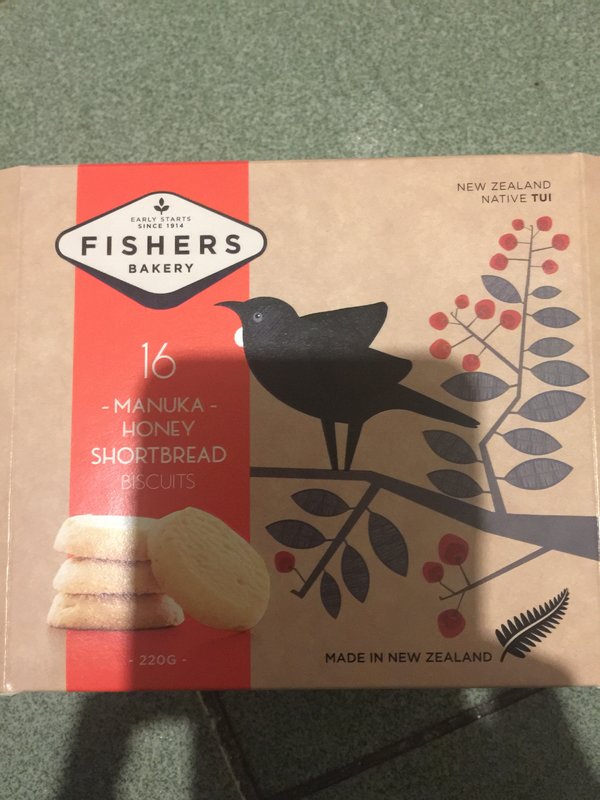 EARLY STARTS
SINCE 1914
FISHERS
BAKERY
NEW ZEALAND
NATIVE TUI
16
- MANUKA -
HONEY
SHORTBREAD
BISCUITS
- 220G -
MADE IN NEW ZEALAND